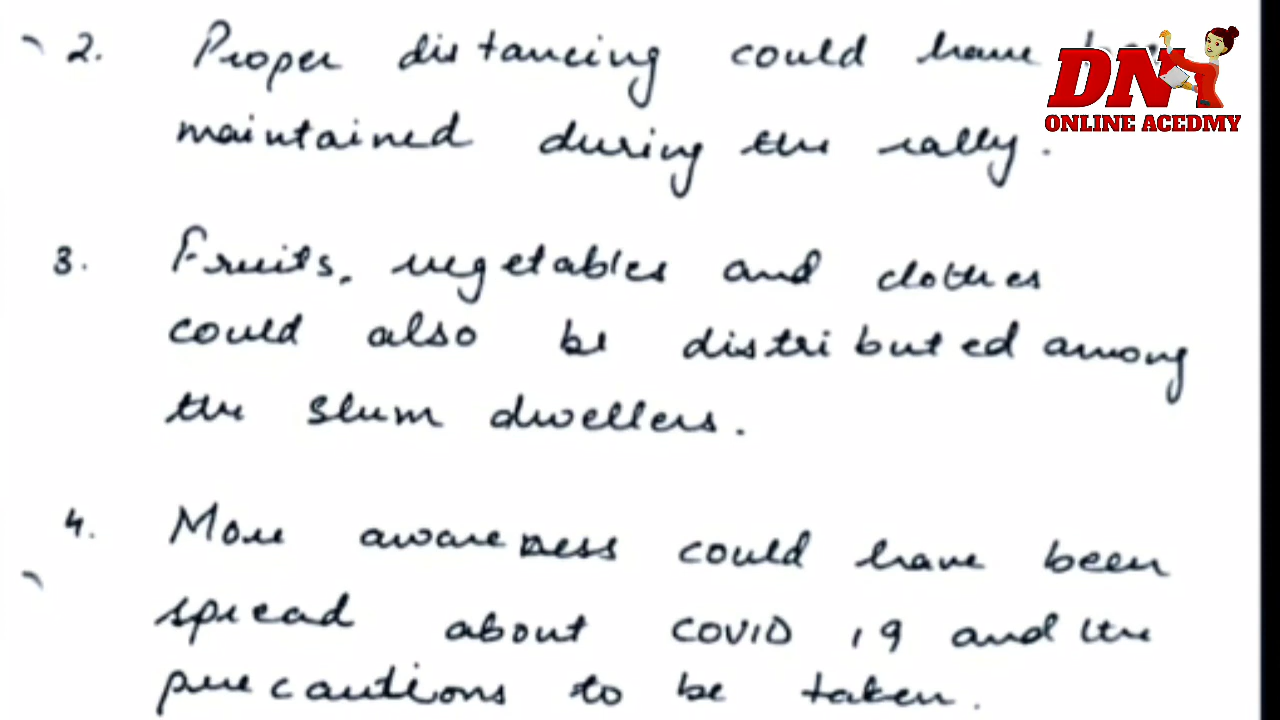 2. Proper distancing could have
maintained during the rally.
3. Fruits, vegetables and clothes
could also be distributed among
the slum dwellers.
4. More awareness could have been
spread about COVID 19 and the
precautions to be taken.
DN
ONLINE ACEDMY